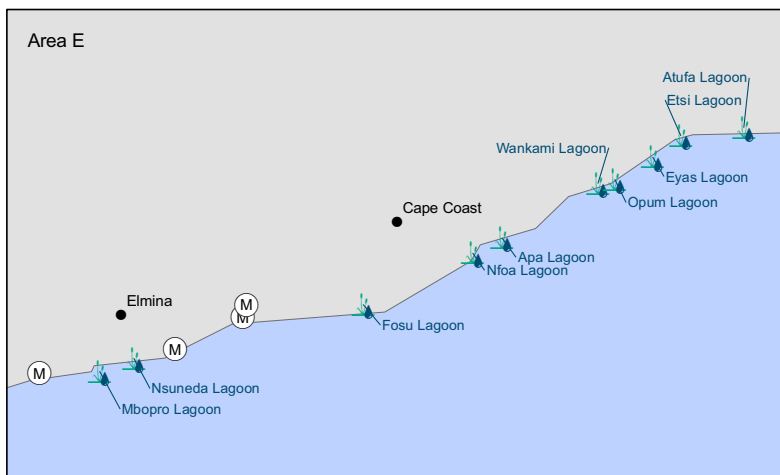 Area E
Atufa Lagoon
Etsi Lagoon
Wankami Lagoon
Eyas Lagoon
Opum Lagoon
Cape Coast
Apa Lagoon
Nfoa Lagoon
Elmina
M
M
Fosu Lagoon
M
M
Nsuneda Lagoon
Mbopro Lagoon